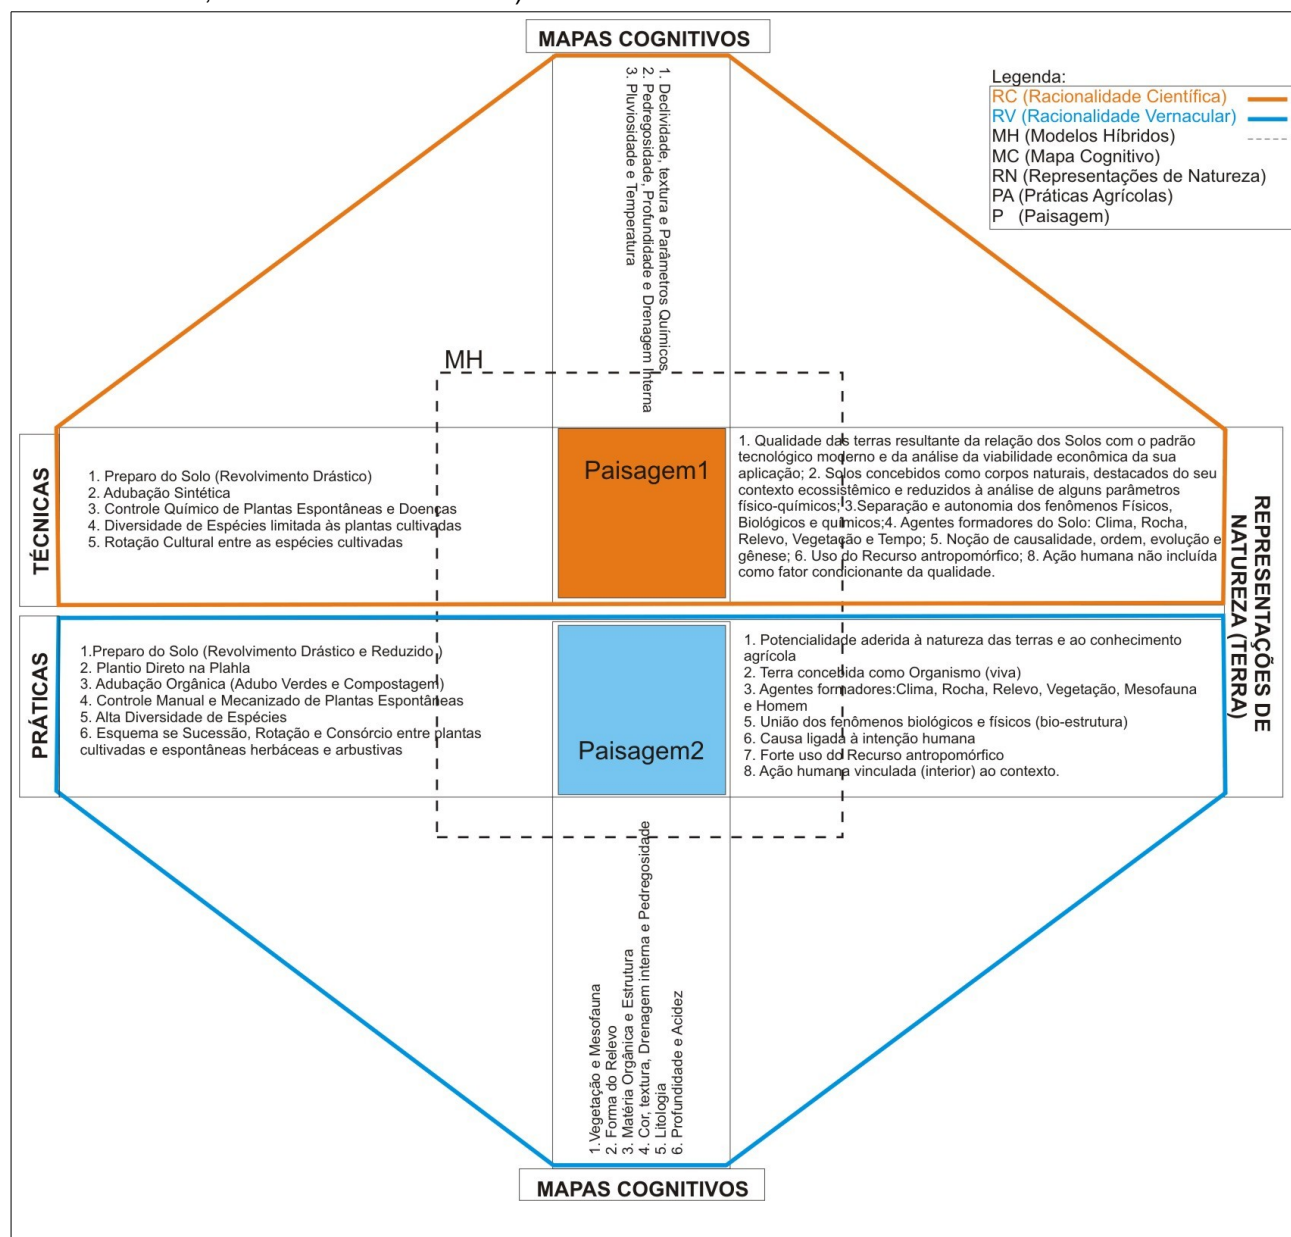 MAPAS COGNITIVOS
1. Declividade, textura e Parâmetros Químicos
2. Pedregosidade, Profundidade e Drenagem Interna
3. Pluviosidade e Temperatura
Legenda:
RC (Racionalidade Científica)
RV (Racionalidade Vernacular)
MH (Modelos Híbridos)
MC (Mapa Cognitivo)
RN (Representações de Natureza)
PA (Práticas Agrícolas)
P (Paisagem)
MH
TÉCNICAS
1. Preparo do Solo (Revolvimento Drástico)
2. Adubação Sintética
3. Controle Químico de Plantas Espontâneas e Doenças
4. Diversidade de Espécies limitada às plantas cultivadas
5. Rotação Cultural entre as espécies cultivadas
Paisagem1
1. Qualidade das terras resultante da relação dos Solos com o padrão
tecnológico moderno e da análise da viabilidade econômica da sua
aplicação; 2. Solos concebidos como corpos naturais, destacados do seu
contexto ecossistêmico e reduzidos à análise de alguns parâmetros
físico-químicos; 3.Separação e autonomia dos fenômenos Físicos,
Biológicos e químicos;4. Agentes formadores do Solo: Clima, Rocha,
Relevo, Vegetação e Tempo; 5. Noção de causalidade, ordem, evolução e
gênese; 6. Uso do Recurso antropomórfico; 8. Ação humana não incluída
como fator condicionante da qualidade.
REPRESENTAÇÕES DE
NATUREZA (TERRA)
PRÁTICAS
1.Preparo do Solo (Revolvimento Drástico e Reduzido )
2. Plantio Direto na Plahla
3. Adubação Orgânica (Adubo Verdes e Compostagem)
4. Controle Manual e Mecanizado de Plantas Espontâneas
5. Alta Diversidade de Espécies
6. Esquema se Sucessão, Rotação e Consórcio entre plantas
cultivadas e espontâneas herbáceas e arbustivas
Paisagem2
1. Potencialidade aderida à natureza das terras e ao conhecimento
agrícola
2. Terra concebida como Organismo (viva)
3. Agentes formadores:Clima, Rocha, Relevo, Vegetação, Mesofauna
e Homem
5. União dos fenômenos biológicos e físicos (bio-estrutura)
6. Causa ligada à intenção humana
7. Forte uso do Recurso antropomórfico
8. Ação humana vinculada (interior) ao contexto.
1.Vegetação e Mesofauna
2. Forma do Relevo
3. Matéria Orgânica e Estrutura
4. Cor, textura, Drenagem interna e Pedregosidade
5. Litologia
6. Profundidade e Acidez
MAPAS COGNITIVOS